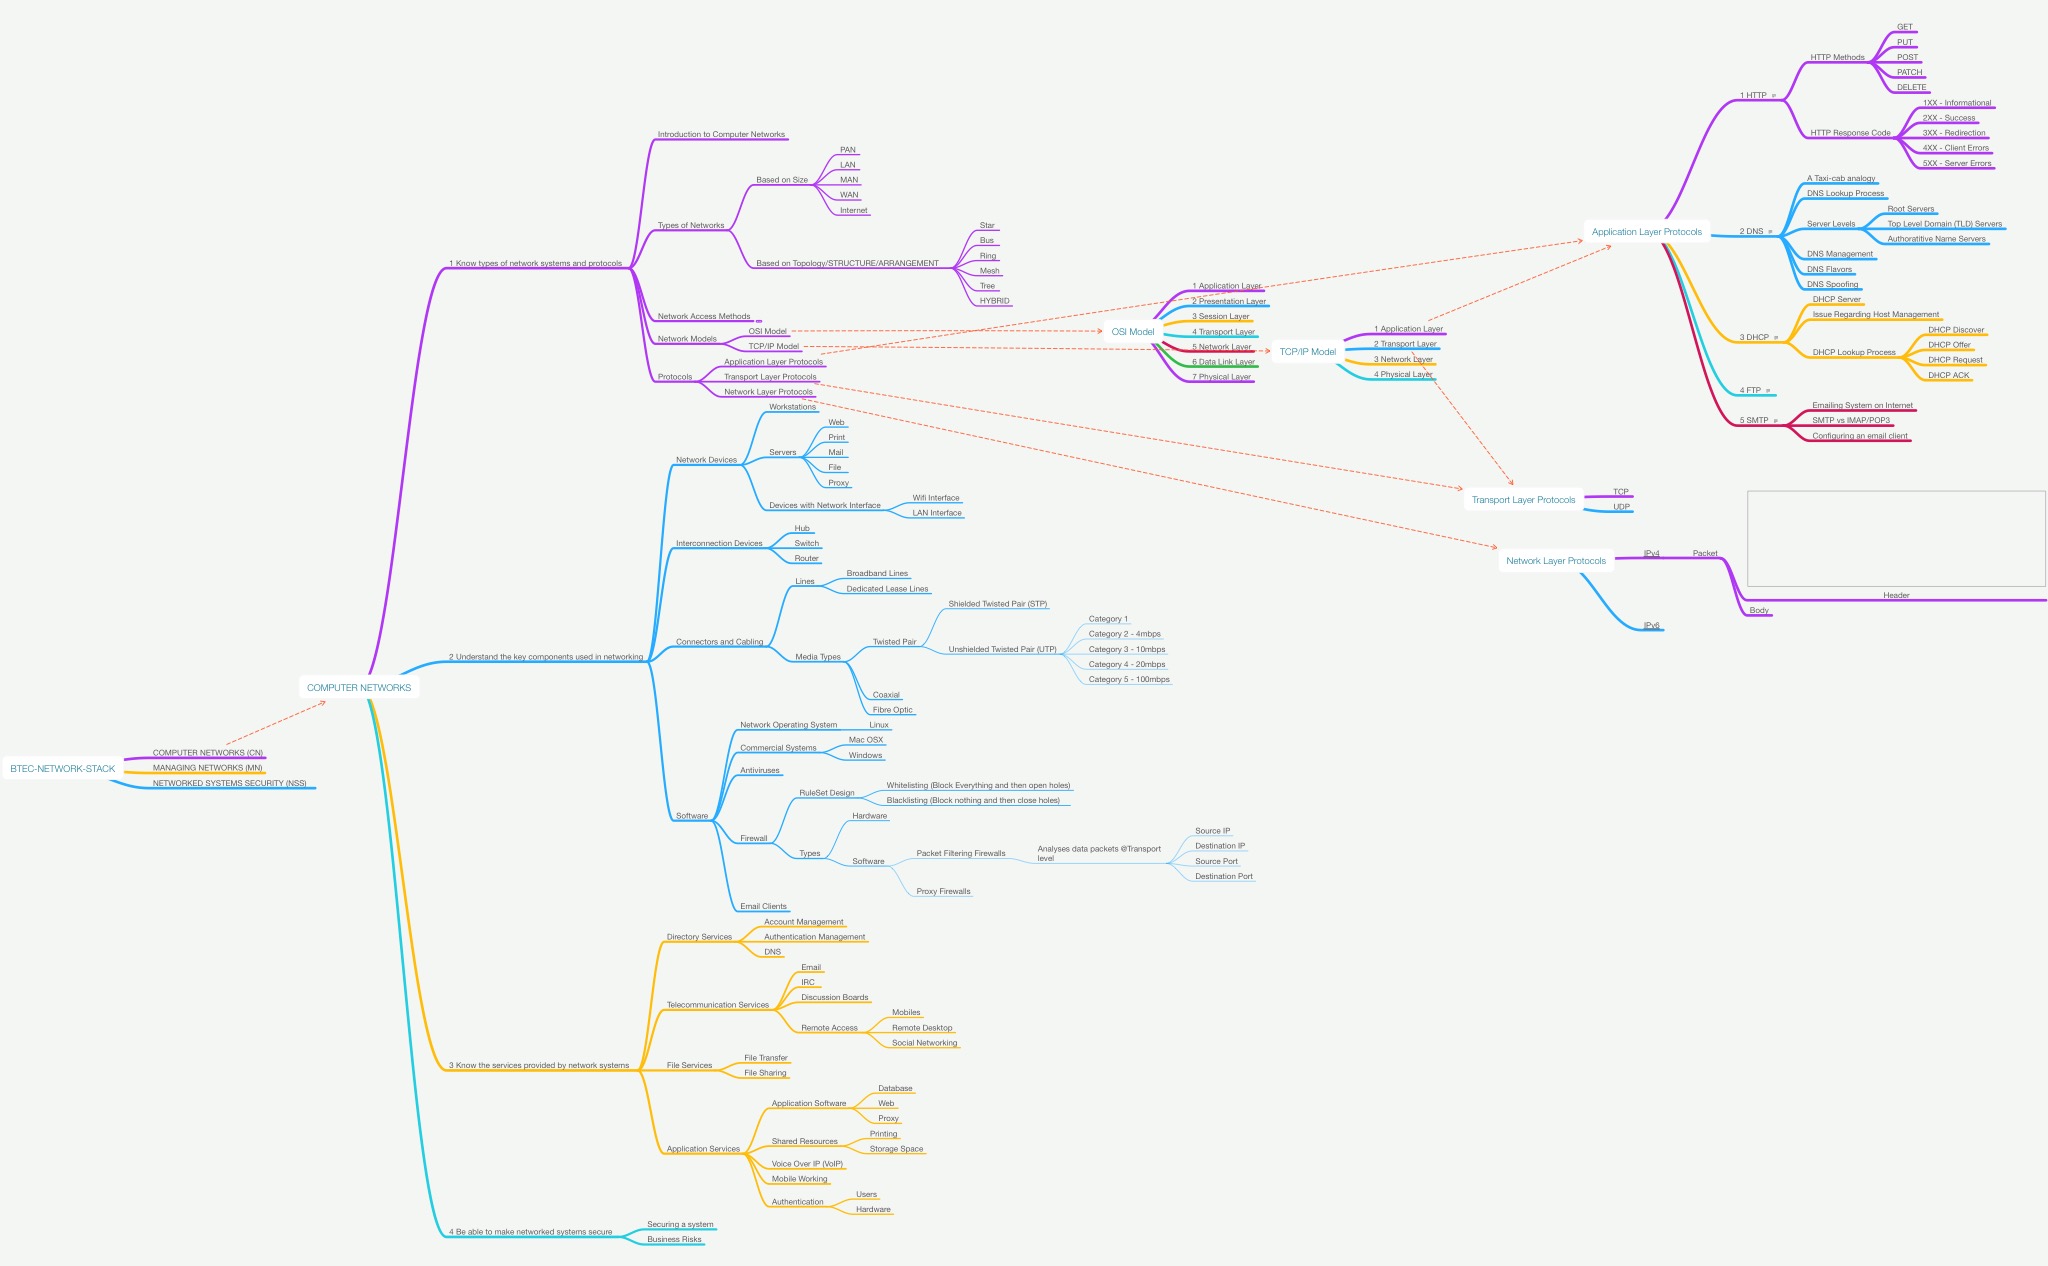 BTEC-NETWORK-STACK
COMPUTER NETWORKS (CN)
MANAGING NETWORKS (MN)
NETWORKED SYSTEMS SECURITY (NSS)
COMPUTER NETWORKS
1 Know types of network systems and protocols
Introduction to Computer Networks
Types of Networks
Based on Size
PAN
LAN
MAN
WAN
Internet
Based on Topology/STRUCTURE/ARRANGEMENT
Star
Bus
Ring
Mesh
Tree
HYBRID
Network Access Methods
Network Models
OSI Model
TCP/IP Model
Protocols
Application Layer Protocols
Transport Layer Protocols
Network Layer Protocols
2 Understand the key components used in networking
Network Devices
Workstations
Servers
Web
Print
Mail
File
Proxy
Devices with Network Interface
Wifi Interface
LAN Interface
Interconnection Devices
Hub
Switch
Router
Connectors and Cabling
Lines
Broadband Lines
Dedicated Lease Lines
Media Types
Twisted Pair
Shielded Twisted Pair (STP)
Unshielded Twisted Pair (UTP)
Category 1
Category 2 - 4mbps
Category 3 - 10mbps
Category 4 - 20mbps
Category 5 - 100mbps
Coaxial
Fibre Optic
Software
Network Operating System
Linux
Commercial Systems
Mac OSX
Windows
Antiviruses
Firewall
RuleSet Design
Whitelisting (Block Everything and then open holes)
Blacklisting (Block nothing and then close holes)
Types
Hardware
Software
Packet Filtering Firewalls
Analyses data packets @Transport
level
Source IP
Destination IP
Source Port
Destination Port
Proxy Firewalls
Email Clients
3 Know the services provided by network systems
Directory Services
Account Management
Authentication Management
DNS
Telecommunication Services
Email
IRC
Discussion Boards
Remote Access
Mobiles
Remote Desktop
Social Networking
File Services
File Transfer
File Sharing
Application Services
Application Software
Database
Web
Proxy
Shared Resources
Printing
Storage Space
Voice Over IP (VoIP)
Mobile Working
Authentication
Users
Hardware
4 Be able to make networked systems secure
Securing a system
Business Risks
OSI Model
1 Application Layer
2 Presentation Layer
3 Session Layer
4 Transport Layer
5 Network Layer
6 Data Link Layer
7 Physical Layer
TCP/IP Model
1 Application Layer
2 Transport Layer
3 Network Layer
4 Physical Layer
Application Layer Protocols
1 HTTP
HTTP Methods
GET
PUT
POST
PATCH
DELETE
HTTP Response Code
1XX - Informational
2XX - Success
3XX - Redirection
4XX - Client Errors
5XX - Server Errors
2 DNS
A Taxi-cab analogy
DNS Lookup Process
Server Levels
Root Servers
Top Level Domain (TLD) Servers
Authoratitive Name Servers
DNS Management
DNS Flavors
DNS Spoofing
3 DHCP
DHCP Server
Issue Regarding Host Management
DHCP Lookup Process
DHCP Discover
DHCP Offer
DHCP Request
DHCP ACK
4 FTP
5 SMTP
Emailing System on Internet
SMTP vs IMAP/POP3
Configuring an email client
Transport Layer Protocols
TCP
UDP
Network Layer Protocols
IPv4
Packet
Header
Body
IPv6